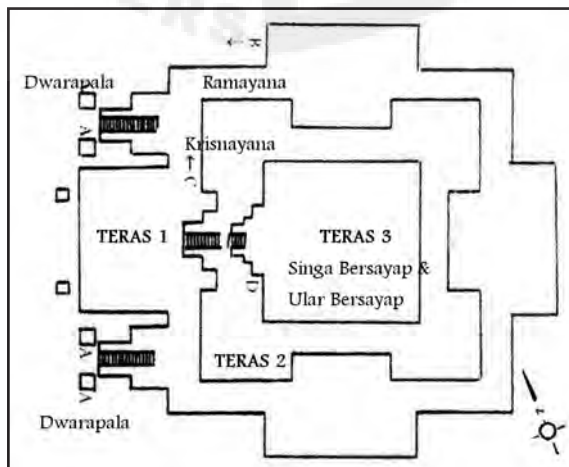 Dwarapala
Ramayana
Krisnayana
← C
A
TERAS 1
TERAS 3
Singa Bersayap &
Ular Bersayap
D
A
TERAS 2
A
Dwarapala